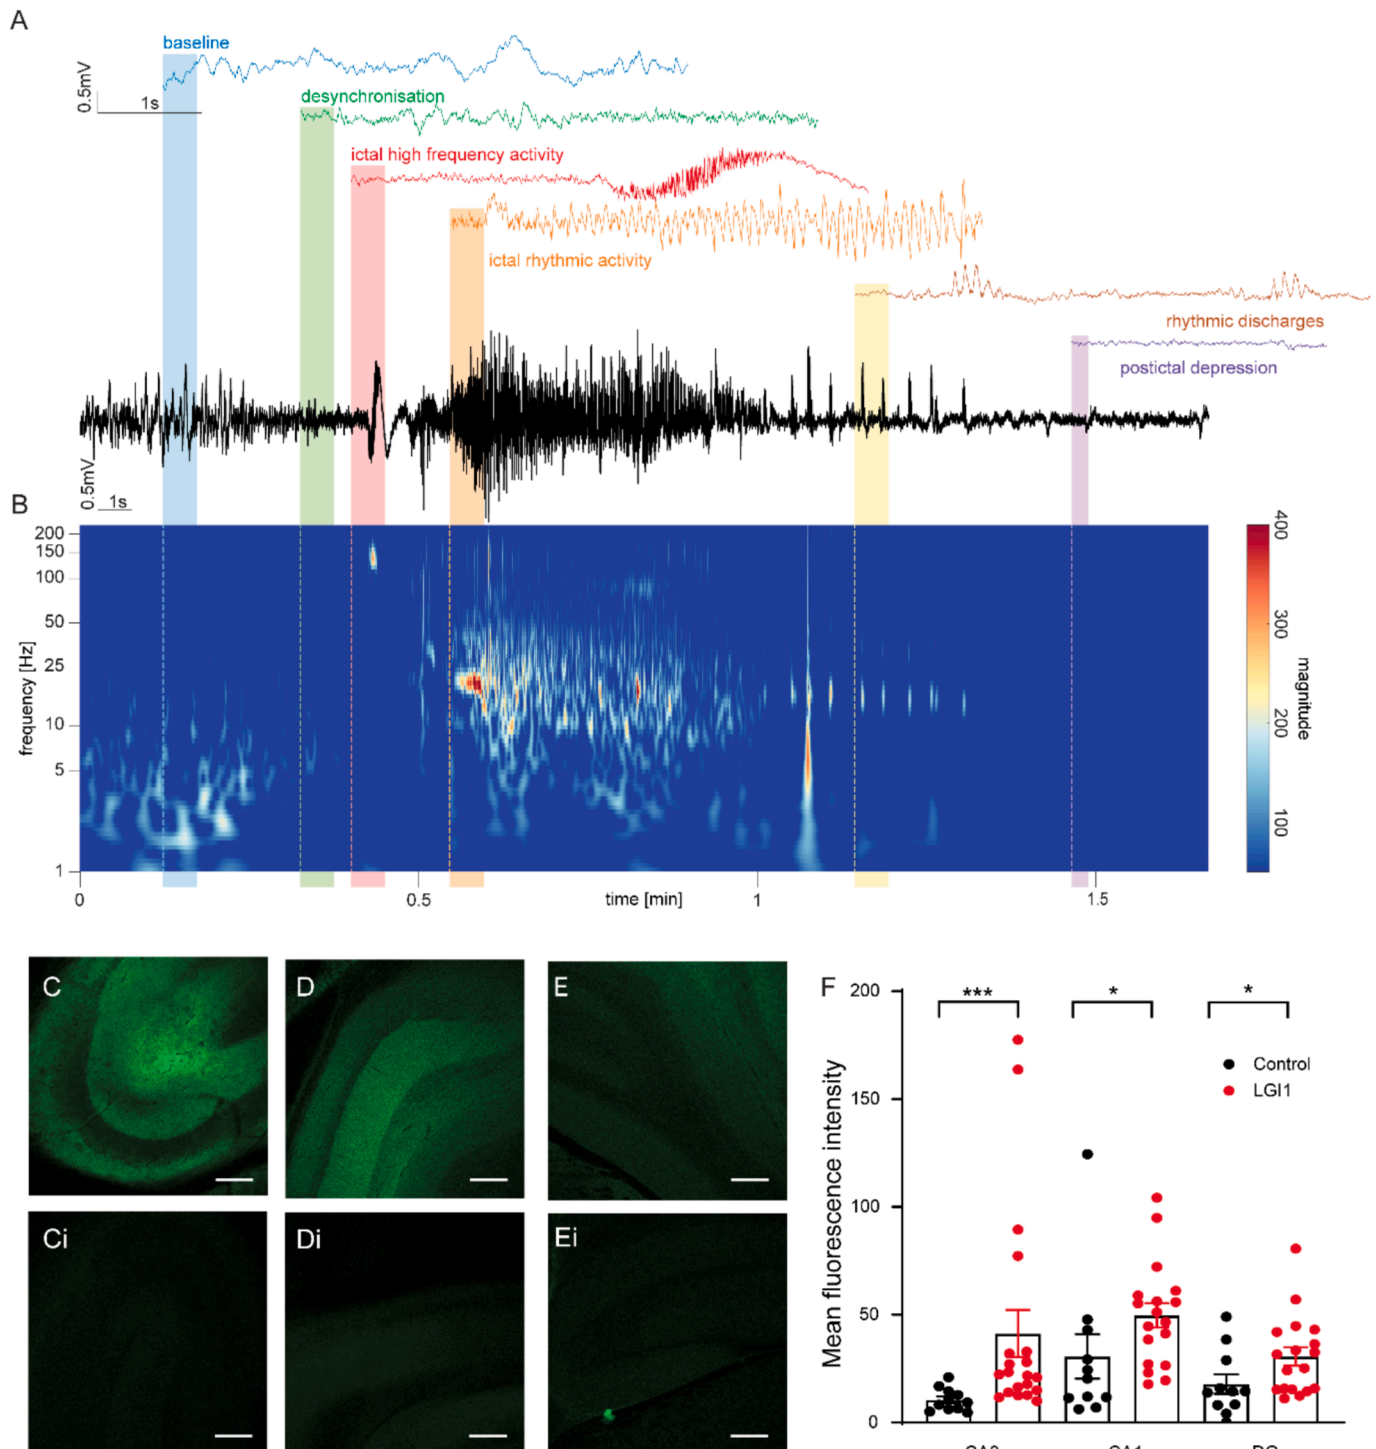 A
baseline
0.5mV
1s
desynchronisation
ictal high frequency activity
ictal rhythmic activity
rhythmic discharges
postictal depression
0.5mV
1s
B
200
150
100
50
25
10
5
1
frequency [Hz]
0
0.5
time [min]
1
1.5
400
300
200
100
magnitude
C
D
E
Ci
Di
Ei
F
200
150
100
50
0
Mean fluorescence intensity
***
*
*
Control
LGI1